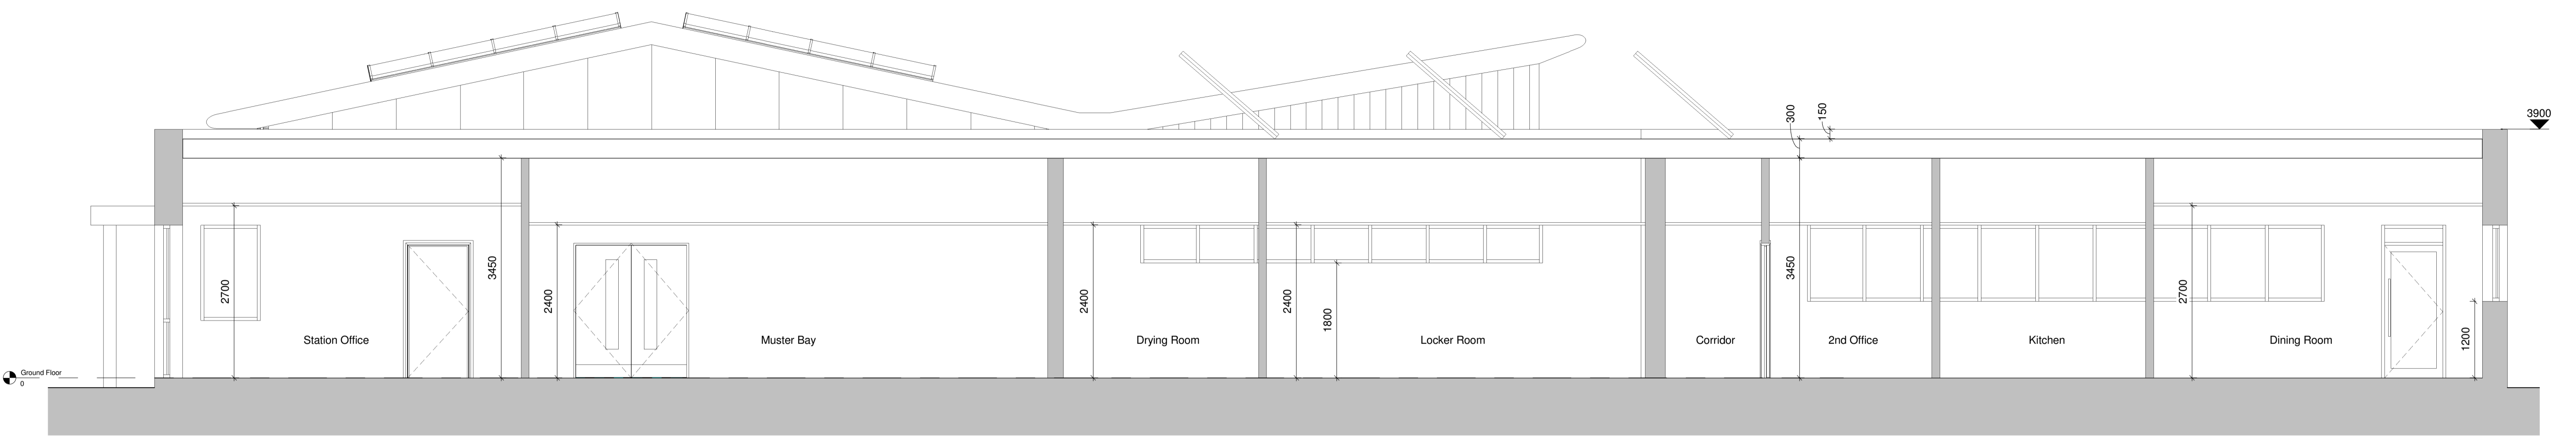 300
150
3900
2700
3450
2400
2400
2400
1800
3450
2700
1200
Station Office
Muster Bay
Drying Room
Locker Room
Corridor
2nd Office
Kitchen
Dining Room
Ground Floor
0